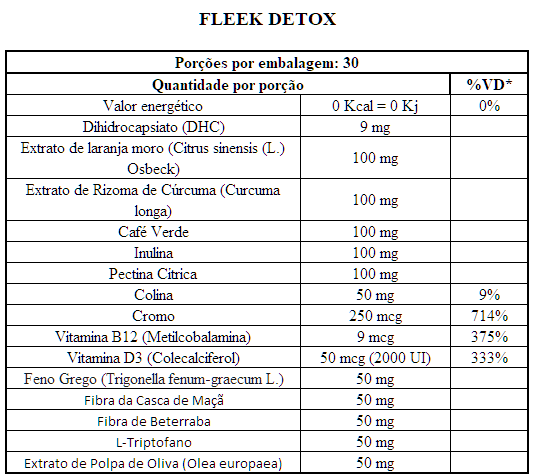 FLEEK DETOX
Porções por embalagem: 30
Quantidade por porção %VD*
Valor energético 0 Kcal = 0 Kj 0%
Dihidrocapsiato (DHC) 9 mg
Extrato de laranja moro (Citrus sinensis (L.)
Osbeck) 100 mg
Extrato de Rizoma de Cúrcuma (Curcuma
longa) 100 mg
Café Verde 100 mg
Inulina 100 mg
Pectina Cítrica 100 mg
Colina 50 mg 9%
Cromo 250 mcg 714%
Vitamina B12 (Metilcobalamina) 9 mcg 375%
Vitamina D3 (Colecalciferol) 50 mcg (2000 UI) 333%
Feno Grego (Trigonella fenum-graecum L.) 50 mg
Fibra da Casca de Maçã 50 mg
Fibra de Beterraba 50 mg
L-Triptofano 50 mg
Extrato de Polpa de Oliva (Olea europaea) 50 mg